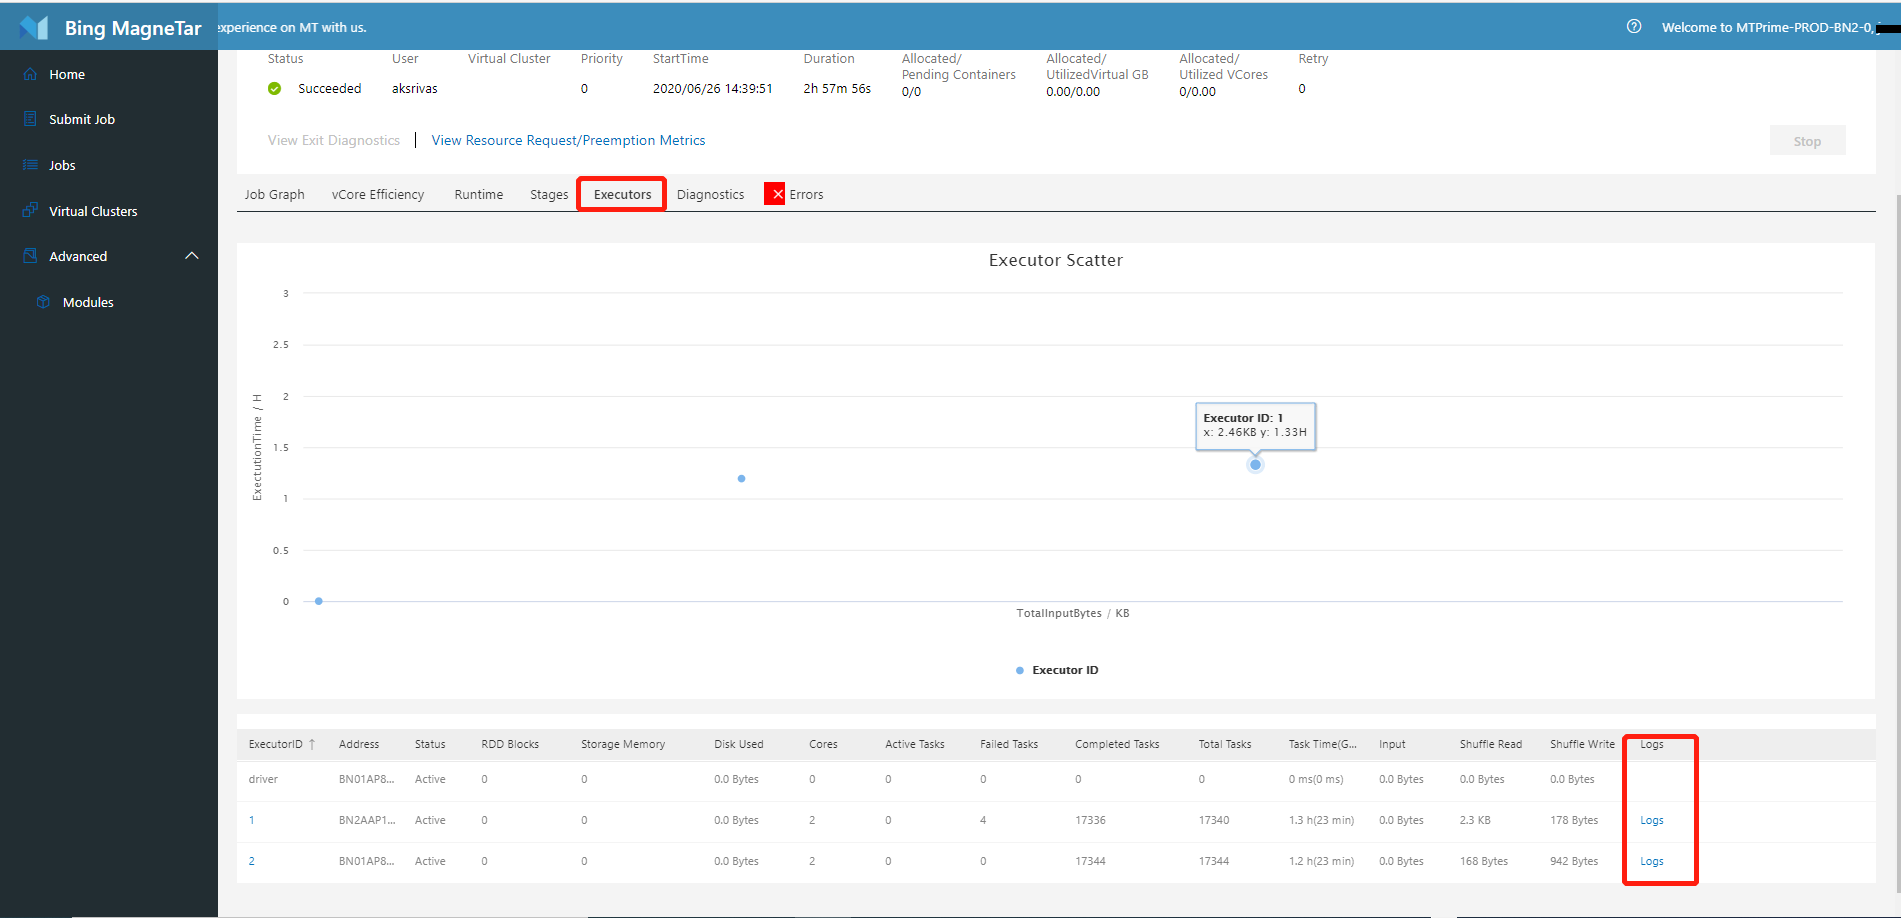 Bing MagneTar
experience on MT with us.
Welcome to MTPrime-PROD-BN2-0,
Home
Submit Job
Jobs
Virtual Clusters
Advanced
Modules
Status User Virtual Cluster Priority StartTime Duration Allocated/ Allocated/ Allocated/ Retry
Pending Containers UtilizedVirtual GB Utilized VCores
Succeeded aksrivas 0 2020/06/26 14:39:51 2h 57m 56s 0/0 0.00/0.00 0/0.00 0
View Exit Diagnostics | View Resource Request/Preemption Metrics
Stop
Job Graph vCore Efficiency Runtime Stages Executors Diagnostics Errors
Executor Scatter
3
2.5
2
1.5
1
0.5
0
ExectutionTime / H
Executor ID: 1
x: 2.46KB y: 1.33H
TotalInputBytes / KB
Executor ID
ExecutorID ↑ Address Status RDD Blocks Storage Memory Disk Used Cores Active Tasks Failed Tasks Completed Tasks Total Tasks Task Time(G... Input Shuffle Read Shuffle Write Logs
driver BN01AP8... Active 0 0 0.0 Bytes 0 0 0 0 0 0 ms(0 ms) 0.0 Bytes 0.0 Bytes 0.0 Bytes
1 BN2AAP1... Active 0 0 0.0 Bytes 2 0 4 17336 17340 1.3 h(23 min) 0.0 Bytes 2.3 KB 178 Bytes Logs
2 BN01AP8... Active 0 0 0.0 Bytes 2 0 0 17344 17344 1.2 h(23 min) 0.0 Bytes 168 Bytes 942 Bytes Logs